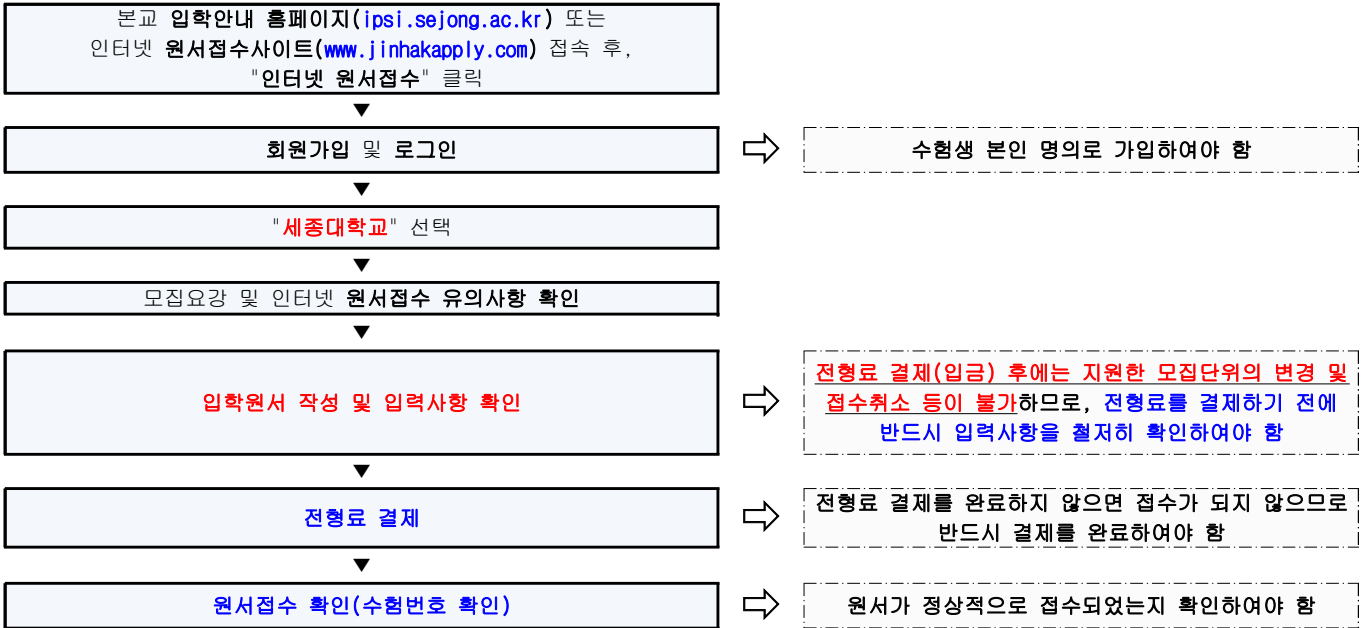 본교 입학안내 홈페이지(ipsi.sejong.ac.kr) 또는
인터넷 원서접수사이트(www.jinhakapply.com) 접속 후,
"인터넷 원서접수" 클릭
▼
회원가입 및 로그인
수험생 본인 명의로 가입하여야 함
▼
"세종대학교" 선택
▼
모집요강 및 인터넷 원서접수 유의사항 확인
▼
입학원서 작성 및 입력사항 확인
전형료 결제(입금) 후에는 지원한 모집단위의 변경 및
접수취소 등이 불가하므로, 전형료를 결제하기 전에
반드시 입력사항을 철저히 확인하여야 함
▼
전형료 결제
전형료 결제를 완료하지 않으면 접수가 되지 않으므로
반드시 결제를 완료하여야 함
▼
원서접수 확인(수험번호 확인)
원서가 정상적으로 접수되었는지 확인하여야 함